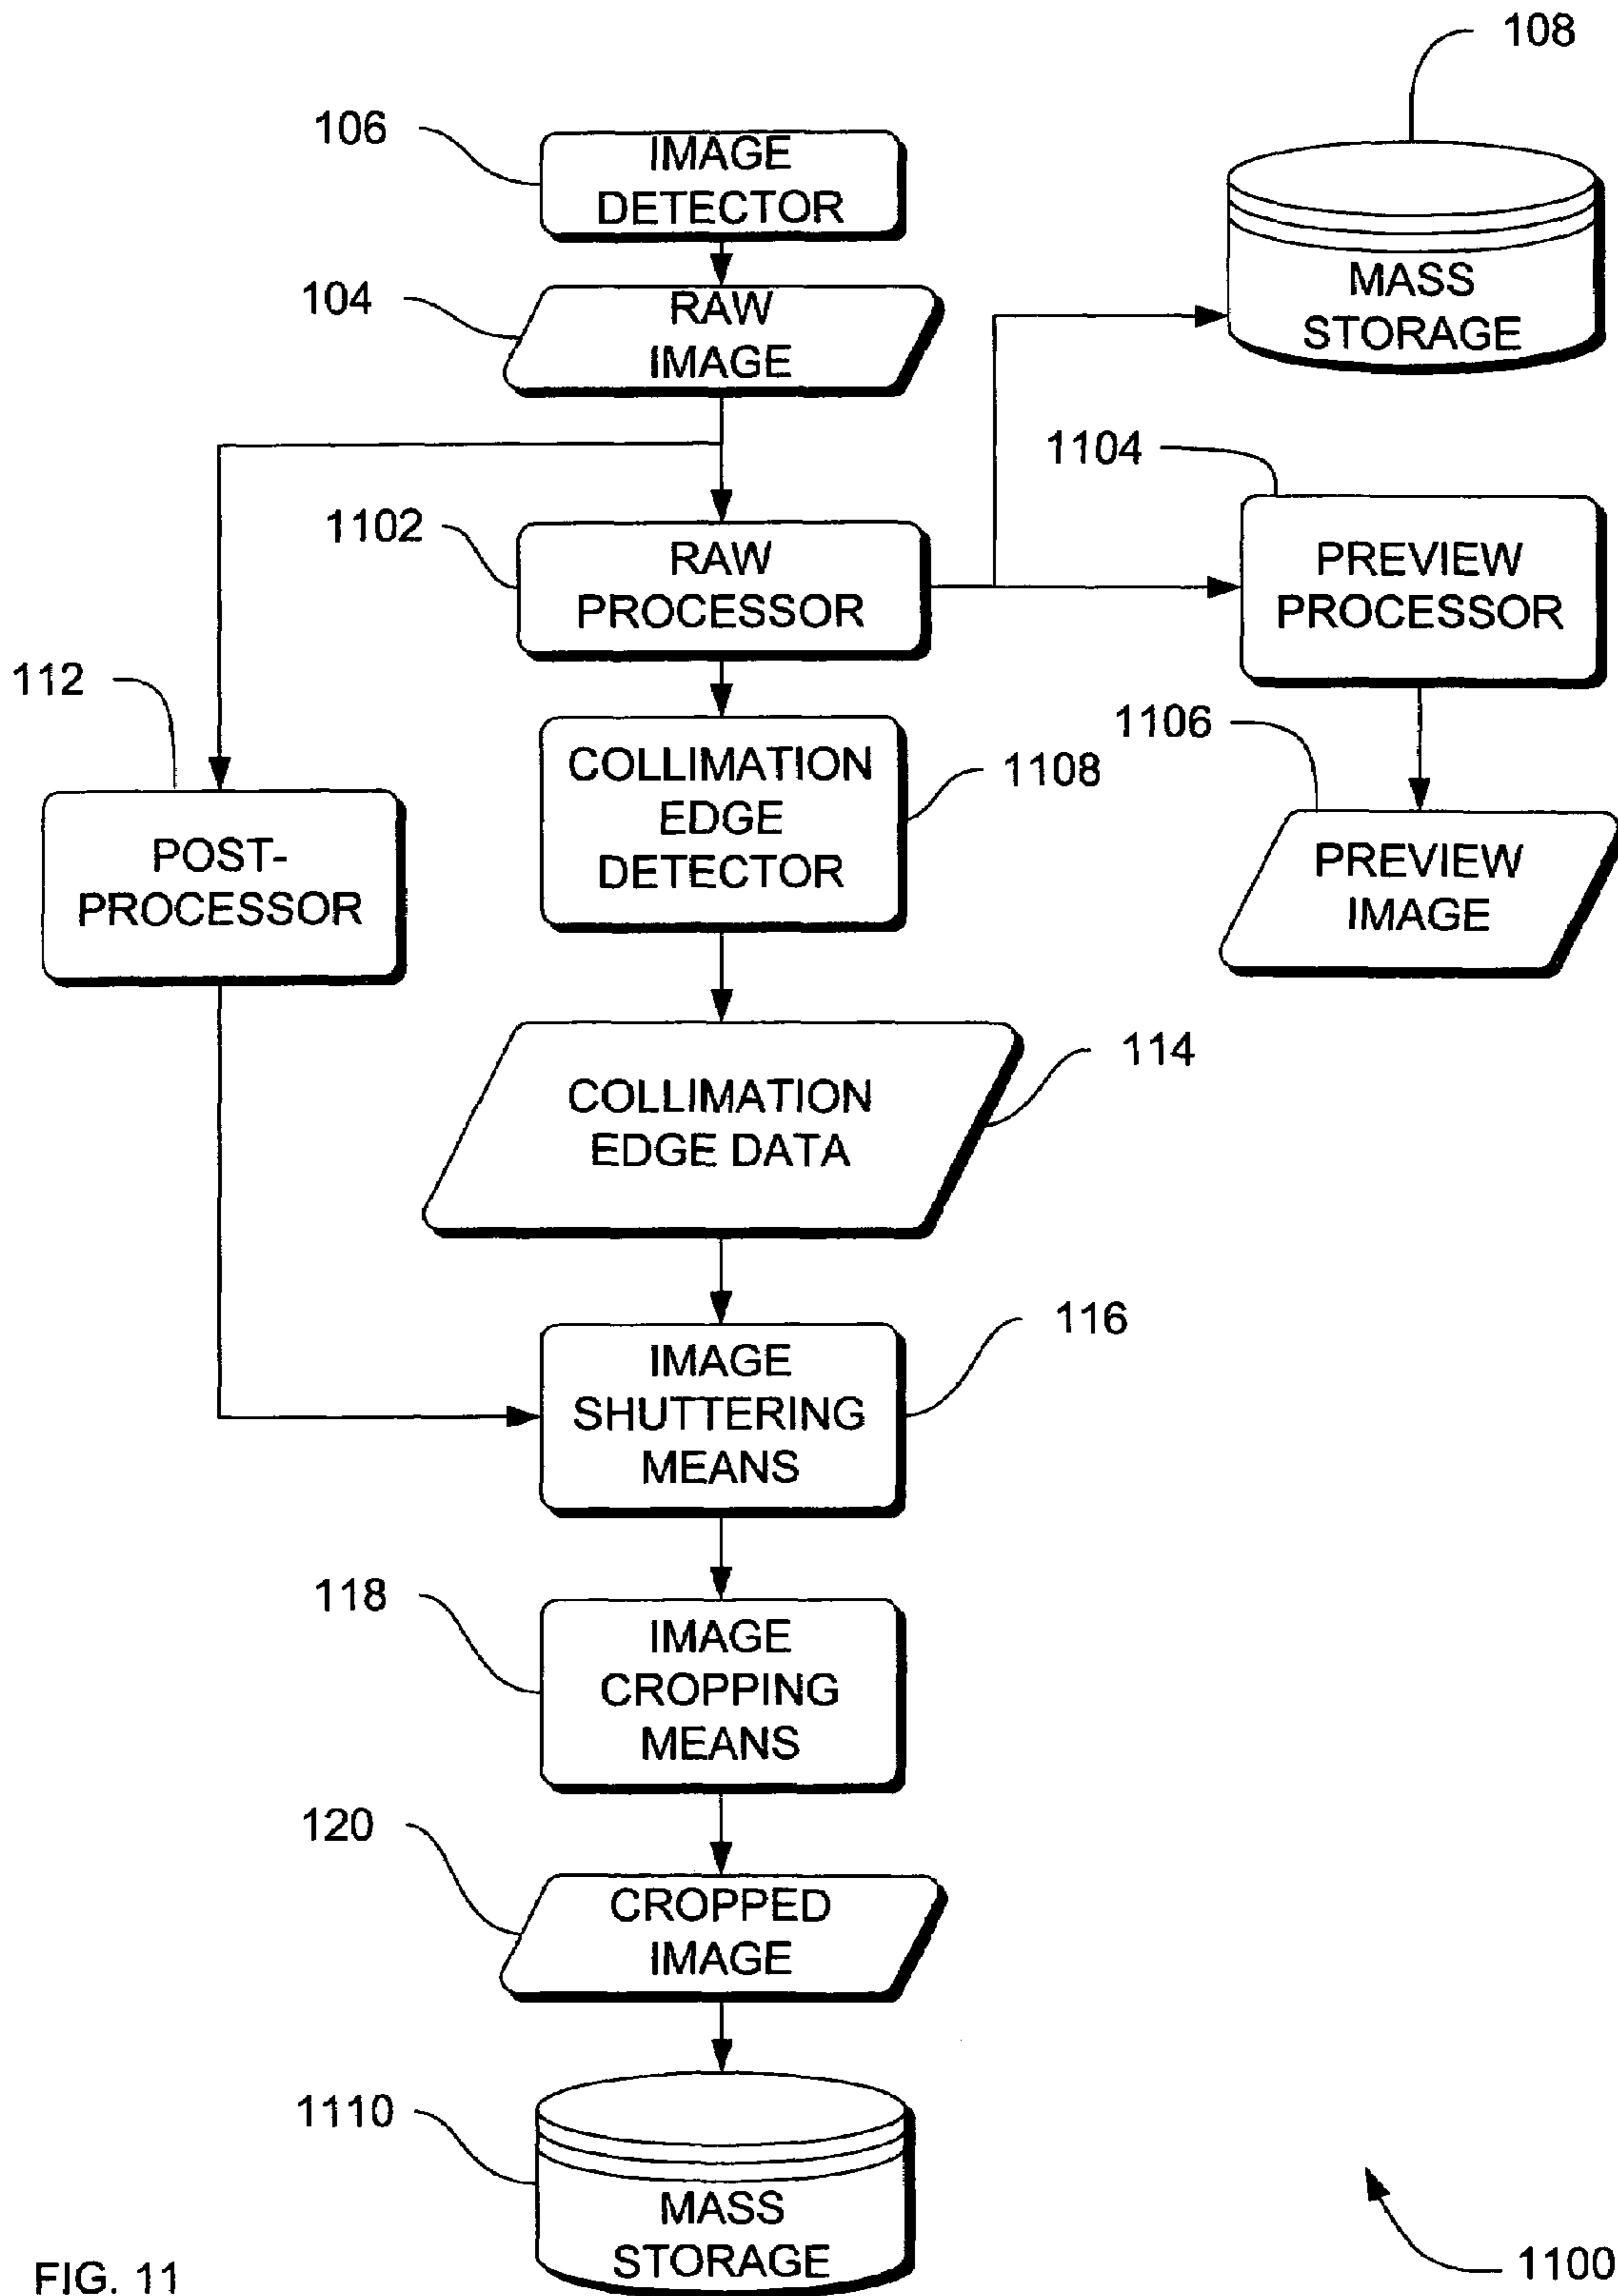 108
106
IMAGE
DETECTOR
104
RAW
IMAGE
MASS
STORAGE
1104
1102
RAW
PROCESSOR
PREVIEW
PROCESSOR
112
1106
COLLIMATION
EDGE
DETECTOR
1108
POST-
PROCESSOR
PREVIEW
IMAGE
114
COLLIMATION
EDGE DATA
116
IMAGE
SHUTTERING
MEANS
118
IMAGE
CROPPING
MEANS
120
CROPPED
IMAGE
1110
MASS
STORAGE
FIG. 11
1100